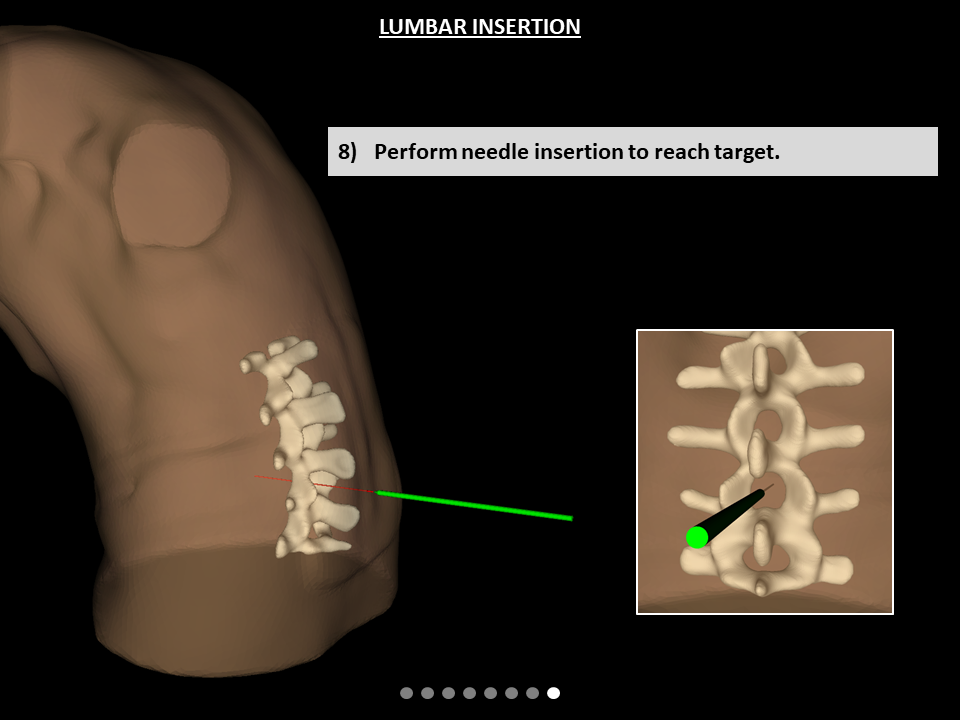 LUMBAR INSERTION
8) Perform needle insertion to reach target.